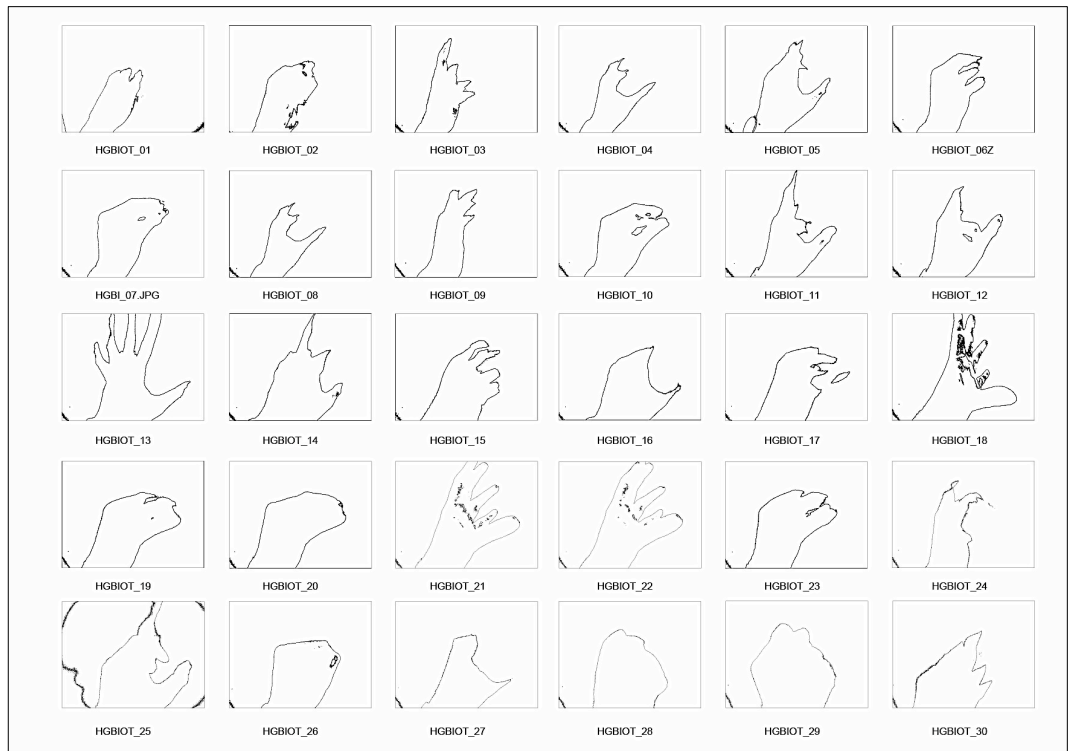 HGBIOT_01 HGBIOT_02 HGBIOT_03 HGBIOT_04 HGBIOT_05 HGBIOT_06Z
HGBI_07.JPG HGBIOT_08 HGBIOT_09 HGBIOT_10 HGBIOT_11 HGBIOT_12
HGBIOT_13 HGBIOT_14 HGBIOT_15 HGBIOT_16 HGBIOT_17 HGBIOT_18
HGBIOT_19 HGBIOT_20 HGBIOT_21 HGBIOT_22 HGBIOT_23 HGBIOT_24
HGBIOT_25 HGBIOT_26 HGBIOT_27 HGBIOT_28 HGBIOT_29 HGBIOT_30